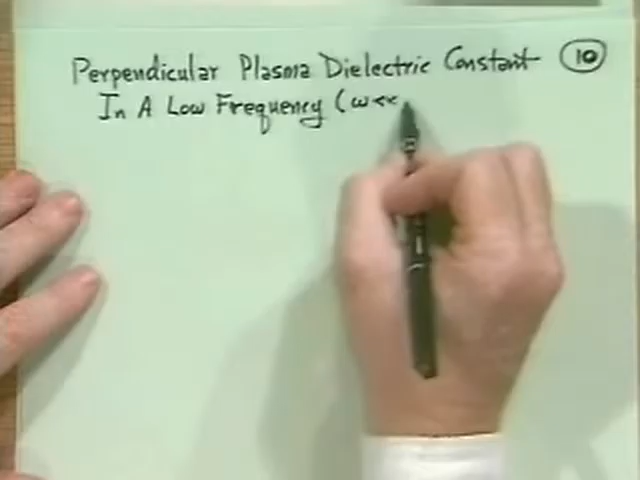 Perpendicular Plasma Dielectric Constant 10
In A Low Frequency (ω<<